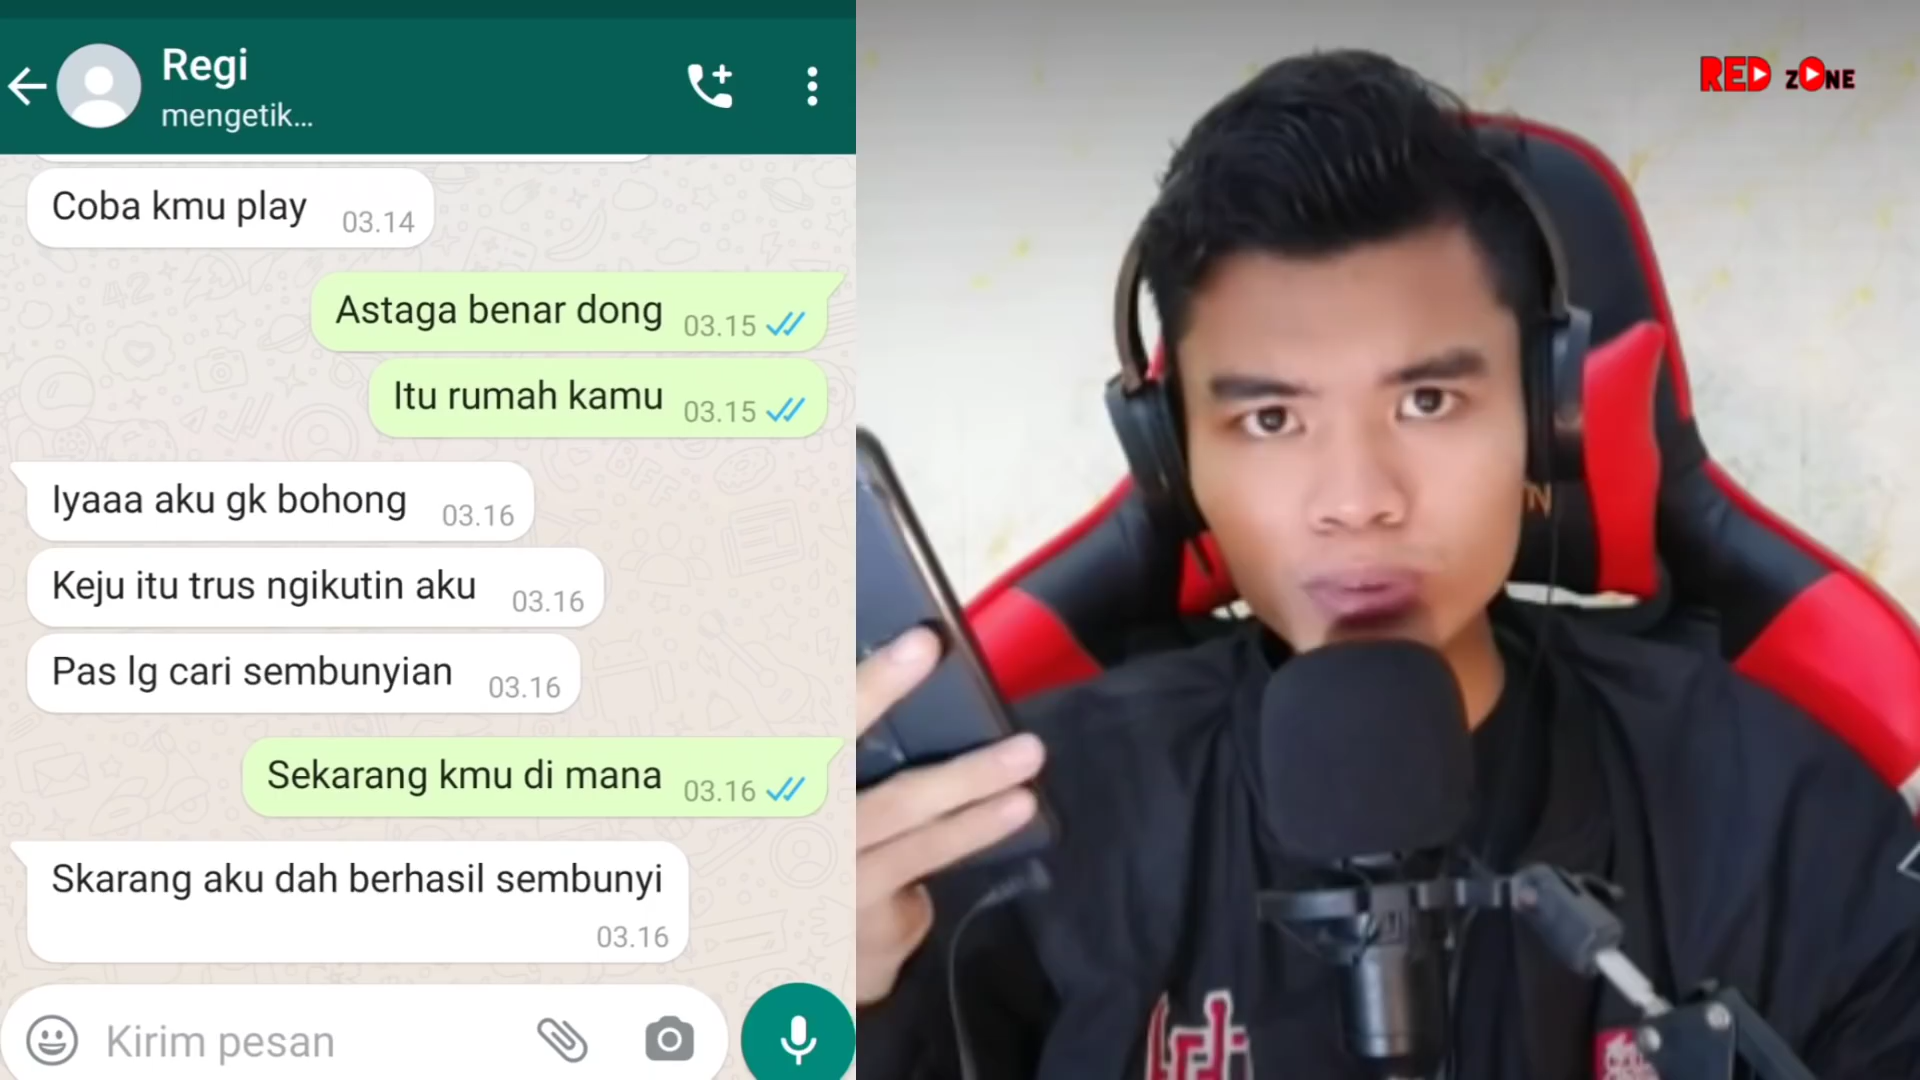 Regi
mengetik...
Coba kmu play 03.14
Astaga benar dong 03.15
Itu rumah kamu 03.15
Iyaaa aku gk bohong 03.16
Keju itu trus ngikutin aku 03.16
Pas lg cari sembunyian 03.16
Sekarang kmu di mana 03.16
Skarang aku dah berhasil sembunyi
03.16
Kirim pesan
RED ZONE
N